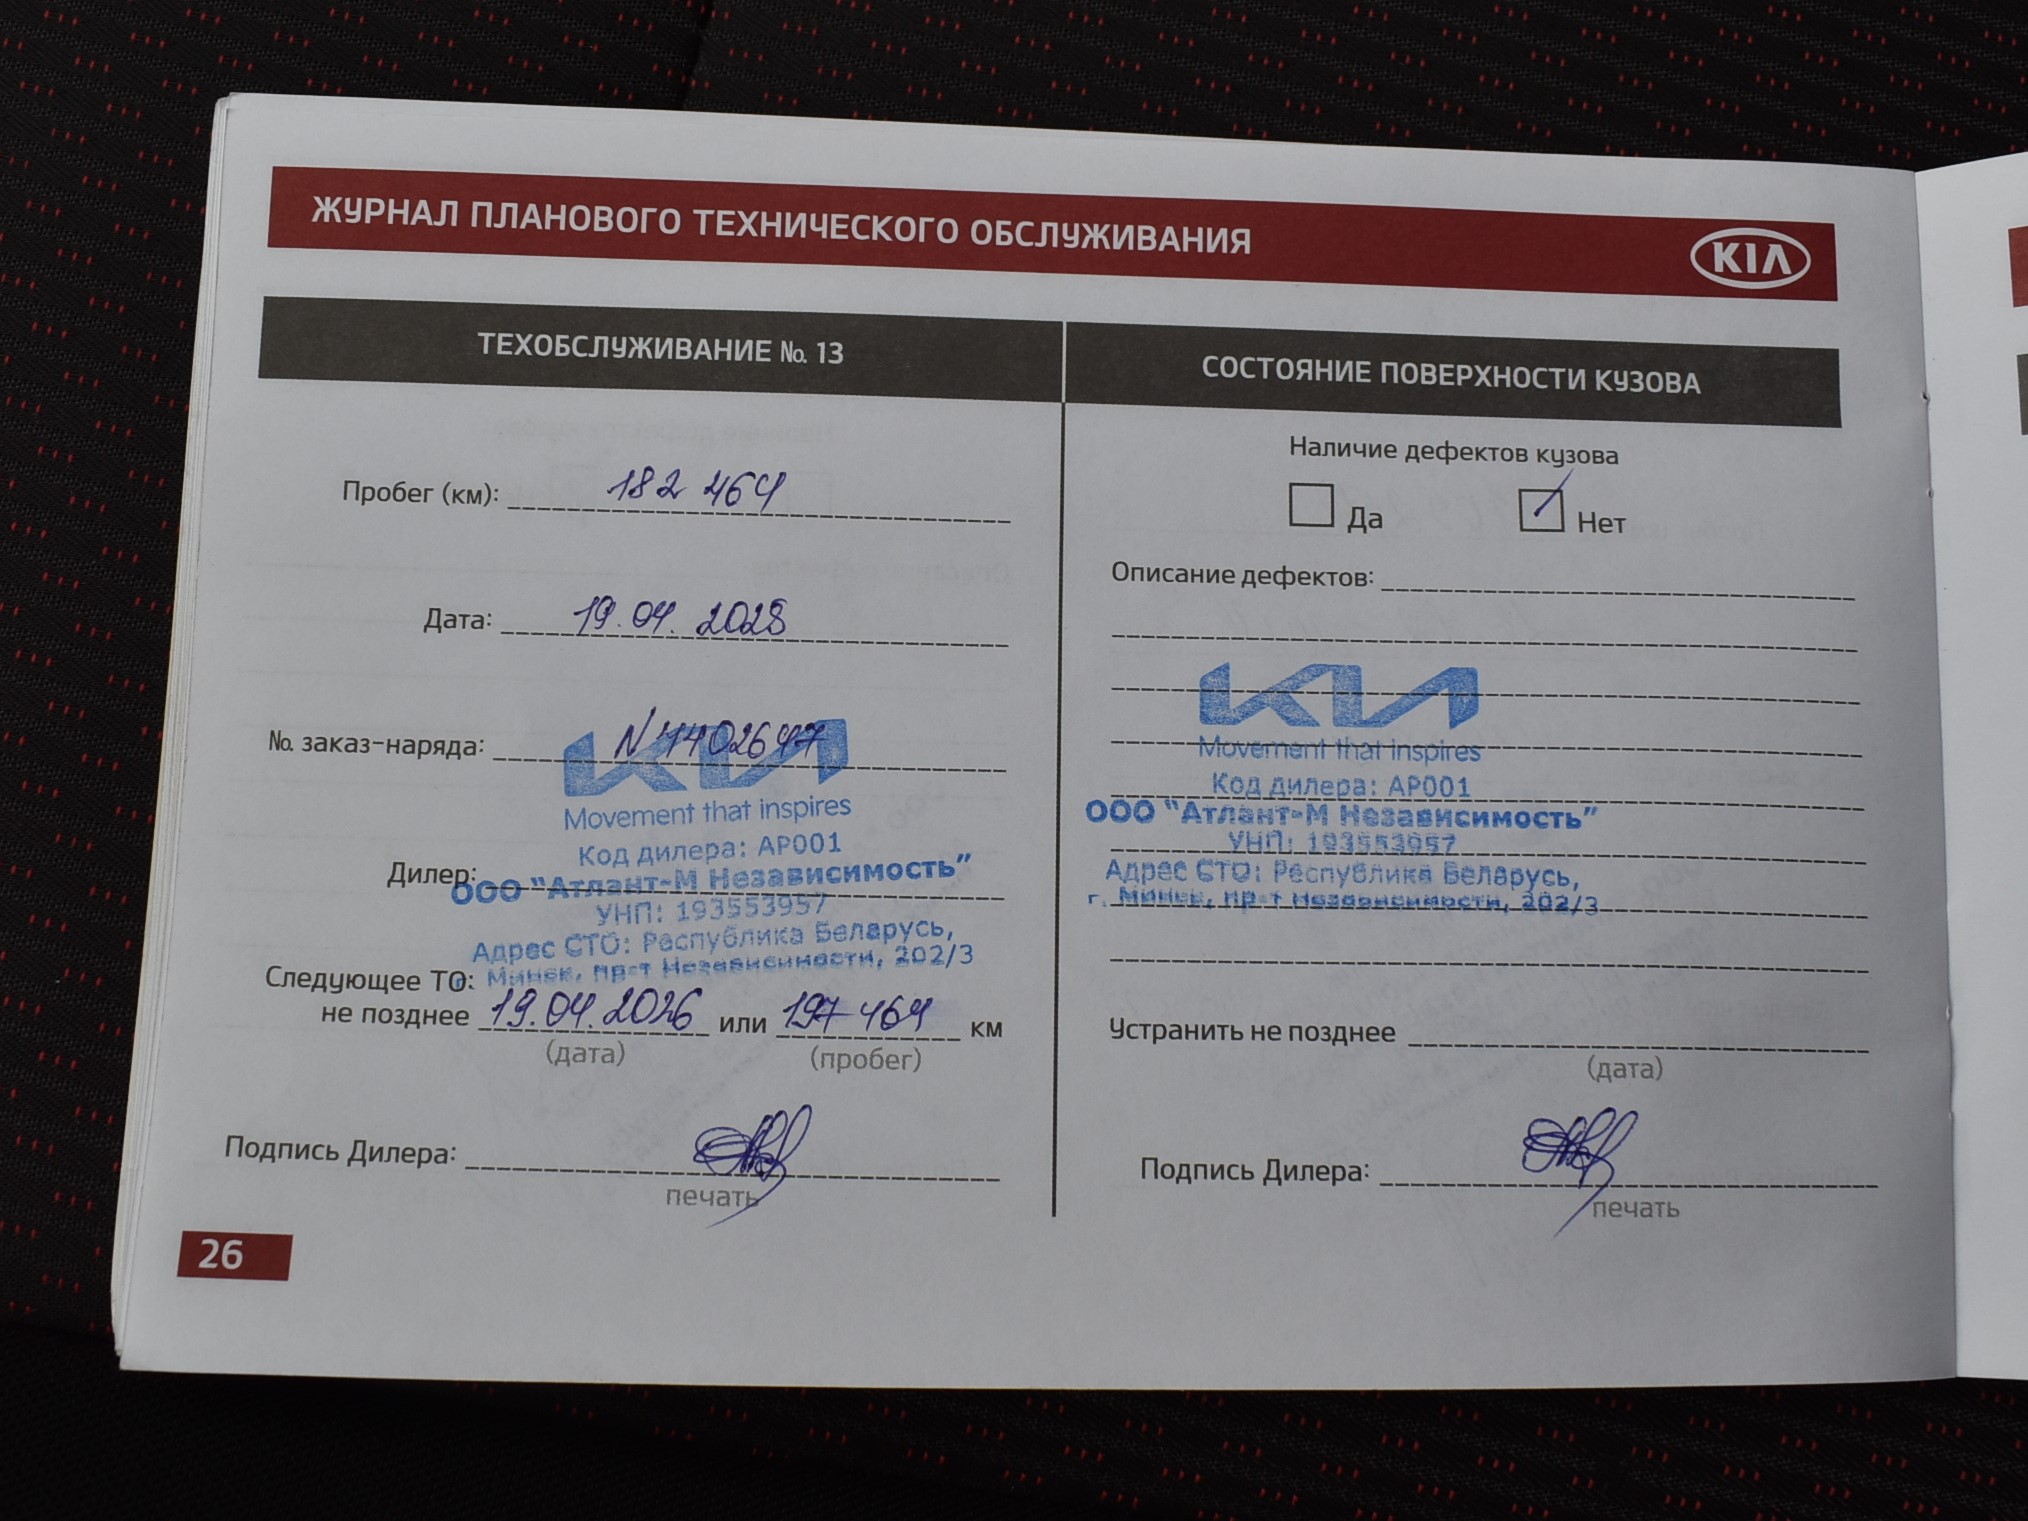 ЖУРНАЛ ПЛАНОВОГО ТЕХНИЧЕСКОГО ОБСЛУЖИВАНИЯ
KIA
ТЕХОБСЛУЖИВАНИЕ №. 13
Пробег (км): 182 464
Дата: 19.04.2025
№. заказ-наряда: N 4402647
KIA
Movement that inspires
Код дилера: АР001
Дилер:
ООО "Атлант-М Независимость"
УНП: 193553957
Адрес СТО: Республика Беларусь,
г. Минск, пр-т Независимости, 202/3
Следующее ТО:
не позднее 19.04.2026 или 197 464 км
(дата) (пробег)
Подпись Дилера:
печать
26
СОСТОЯНИЕ ПОВЕРХНОСТИ КУЗОВА
Наличие дефектов кузова
Да Нет
Описание дефектов:
KIA
Movement that inspires
Код дилера: АР001
ООО "Атлант-М Независимость"
УНП: 193553957
Адрес СТО: Республика Беларусь,
г. Минск, пр-т Независимости, 202/3
Устранить не позднее
(дата)
Подпись Дилера:
печать